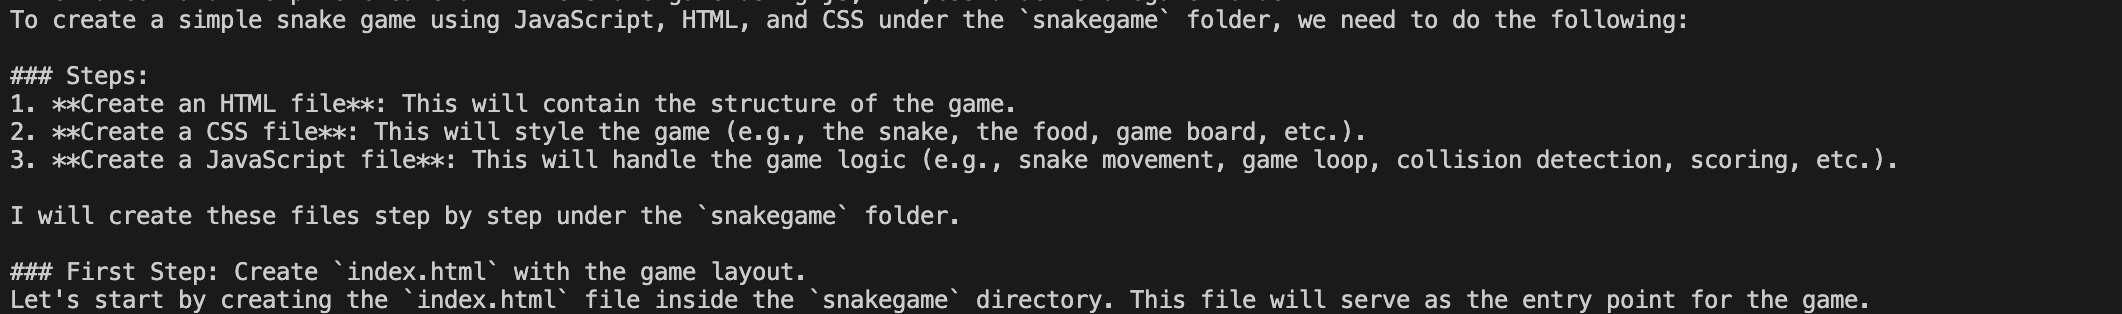 To create a simple snake game using JavaScript, HTML, and CSS under the `snakegame` folder, we need to do the following:
### Steps:
1. **Create an HTML file**: This will contain the structure of the game.
2. **Create a CSS file**: This will style the game (e.g., the snake, the food, game board, etc.).
3. **Create a JavaScript file**: This will handle the game logic (e.g., snake movement, game loop, collision detection, scoring, etc.).
I will create these files step by step under the `snakegame` folder.
### First Step: Create `index.html` with the game layout.
Let's start by creating the `index.html` file inside the `snakegame` directory. This file will serve as the entry point for the game.